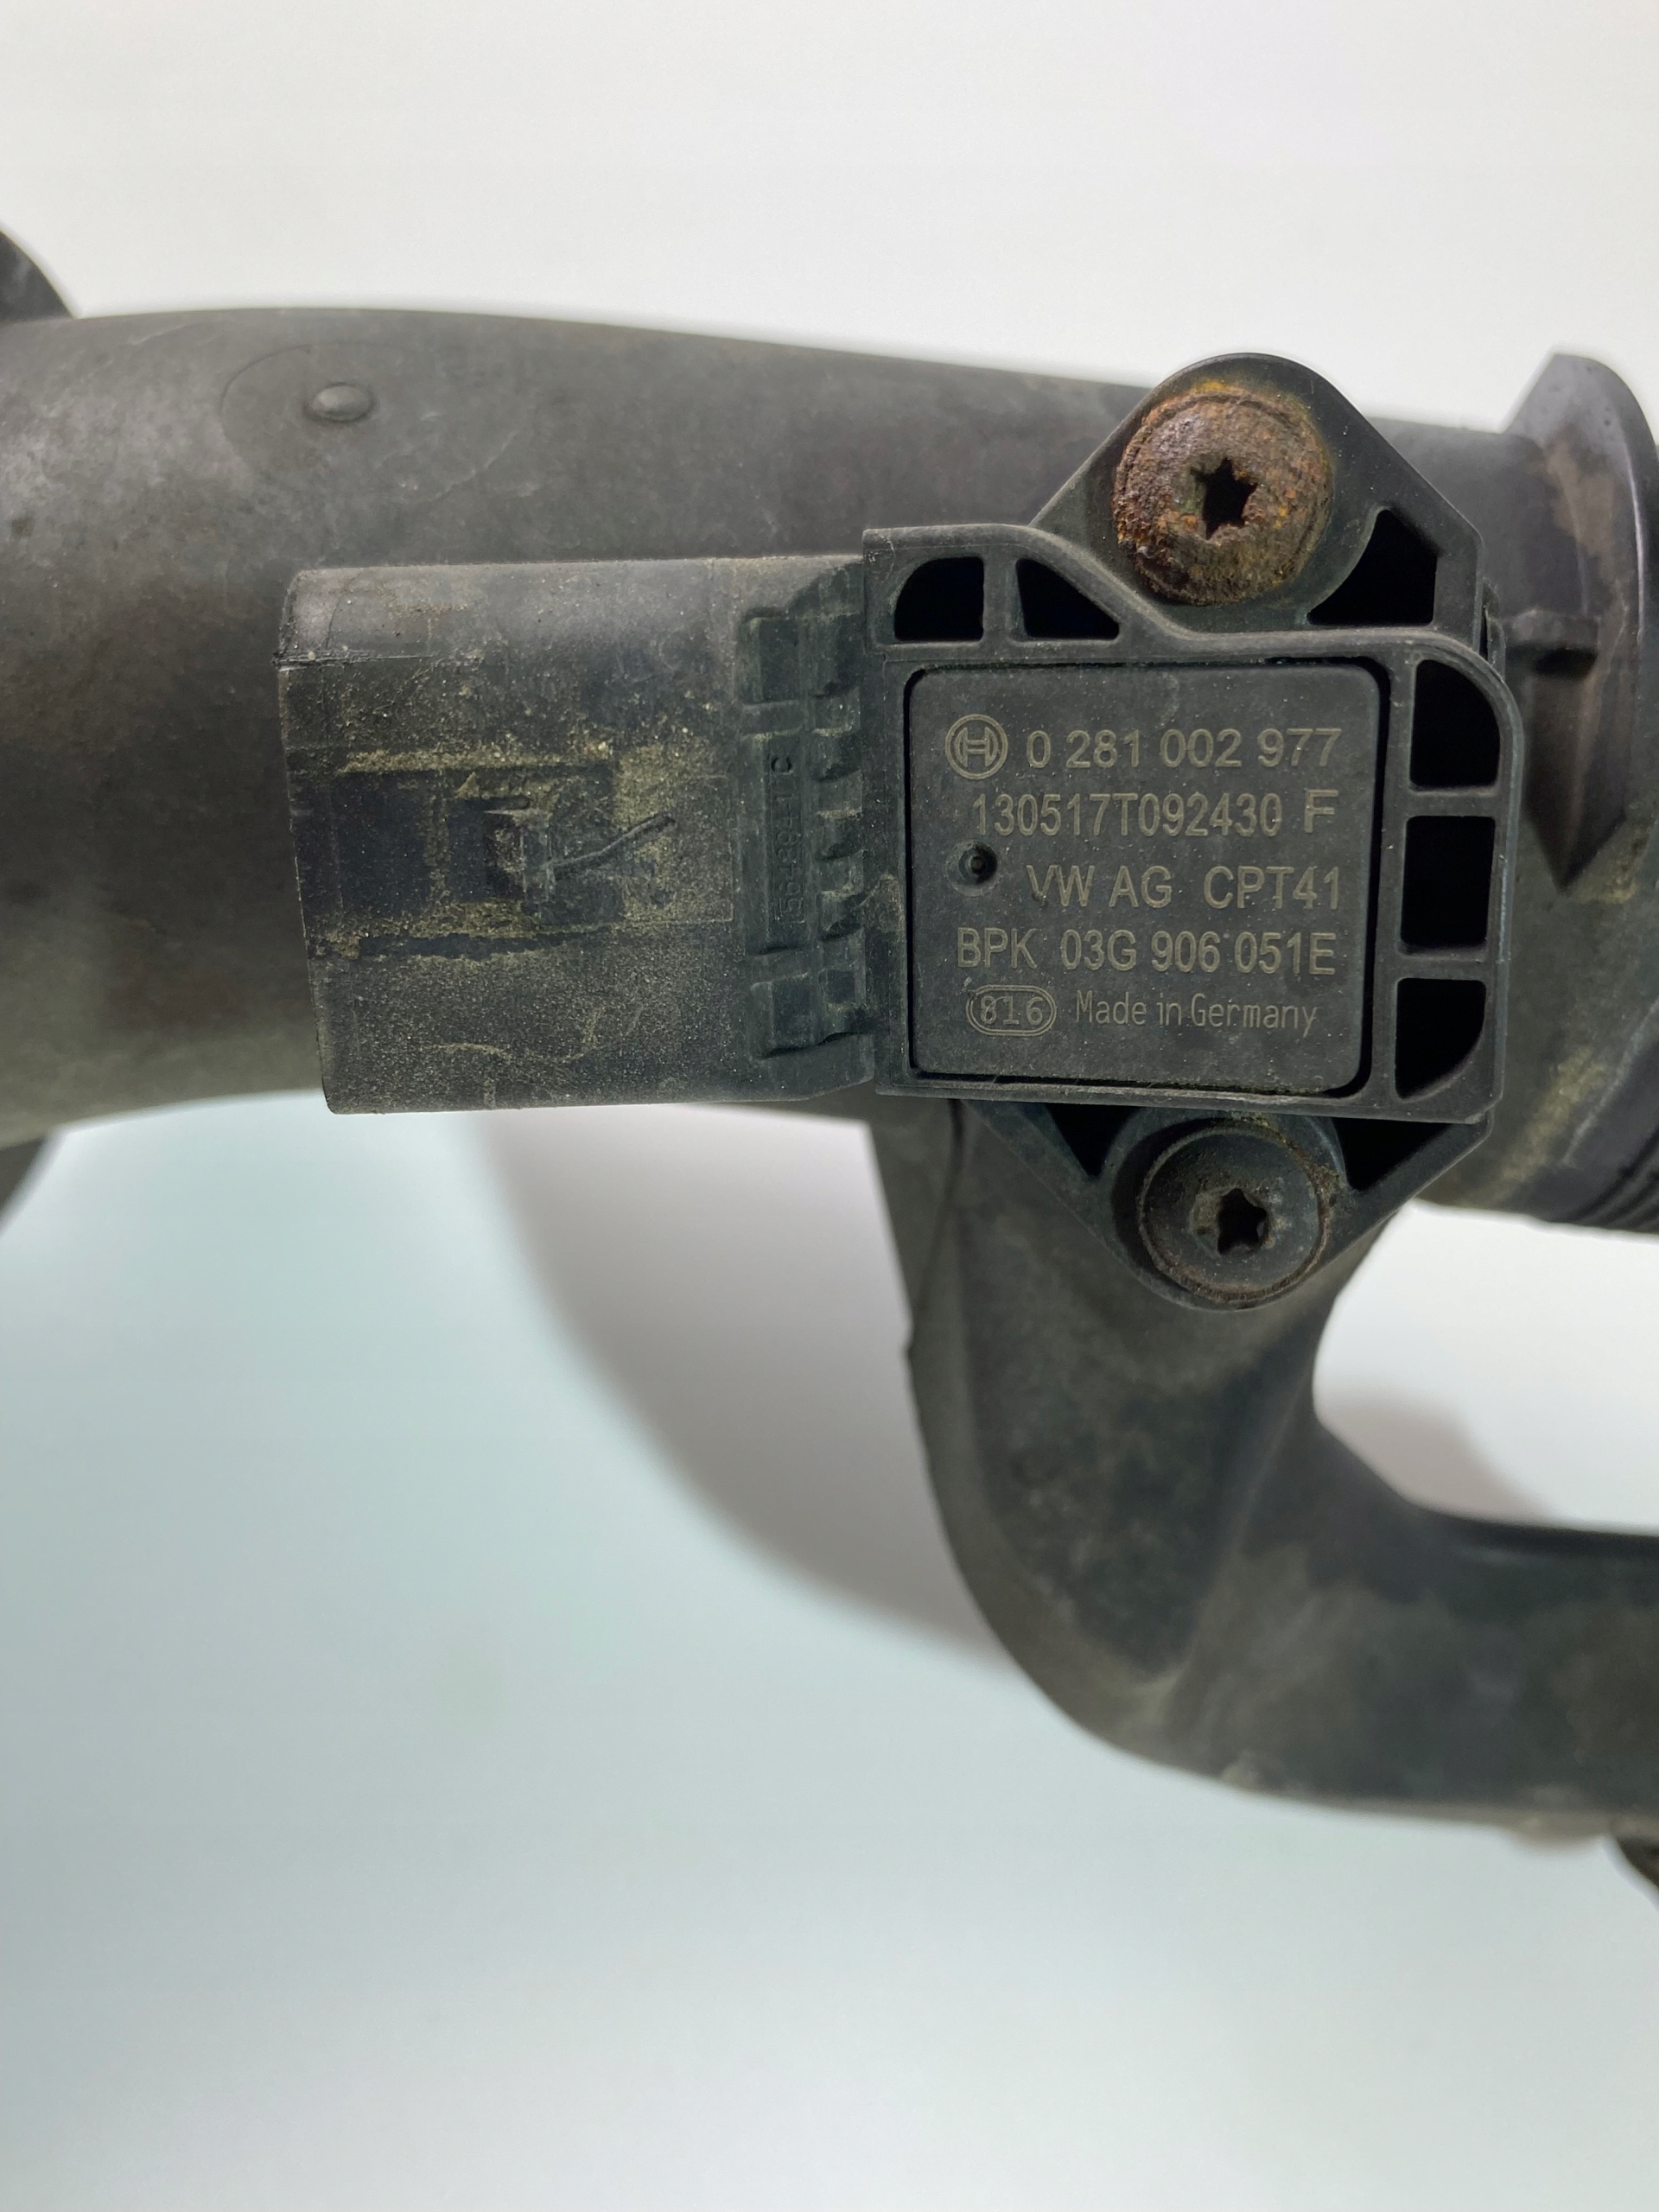 0 281 002 977
130517T092430 F
VW AG CPT41
BPK 03G 906 051E
816 Made in Germany